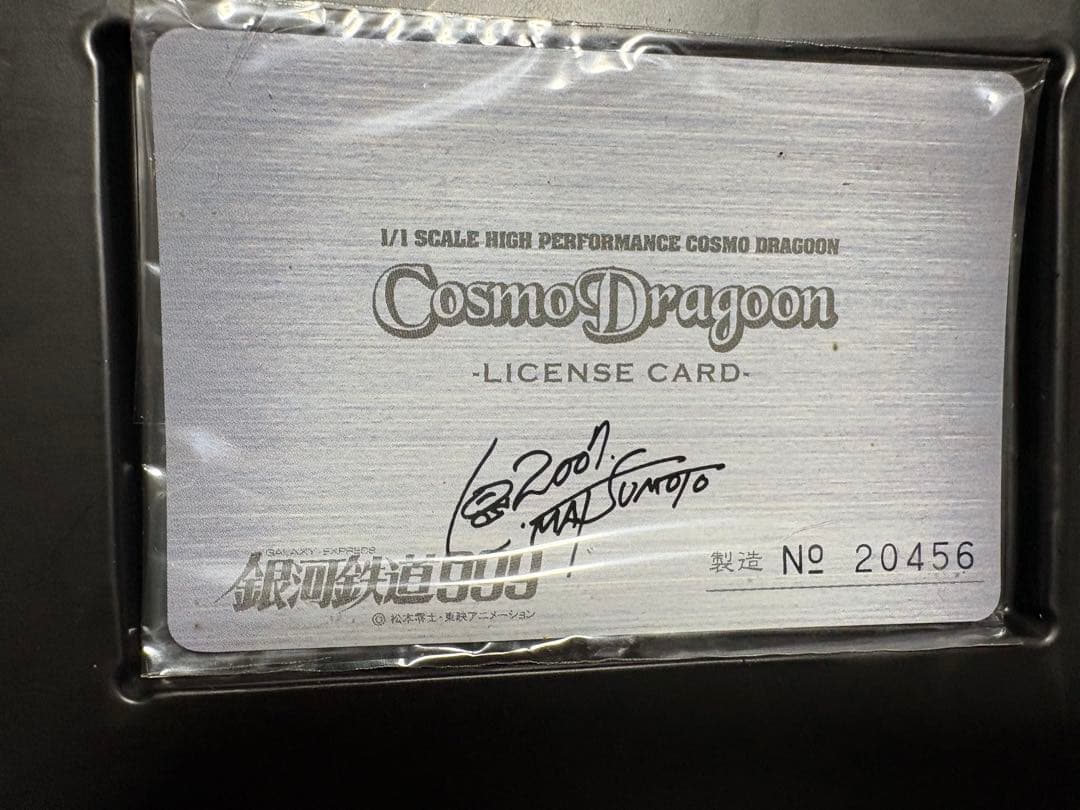 1/1 SCALE HIGH PERFORMANCE COSMO DRAGOON
Cosmo Dragoon
-LICENSE CARD-
2007.
L. MATSUMOTO
GALAXY EXPRESS
銀河鉄道999
製造 No 20456
© 松本零士・東映アニメーション